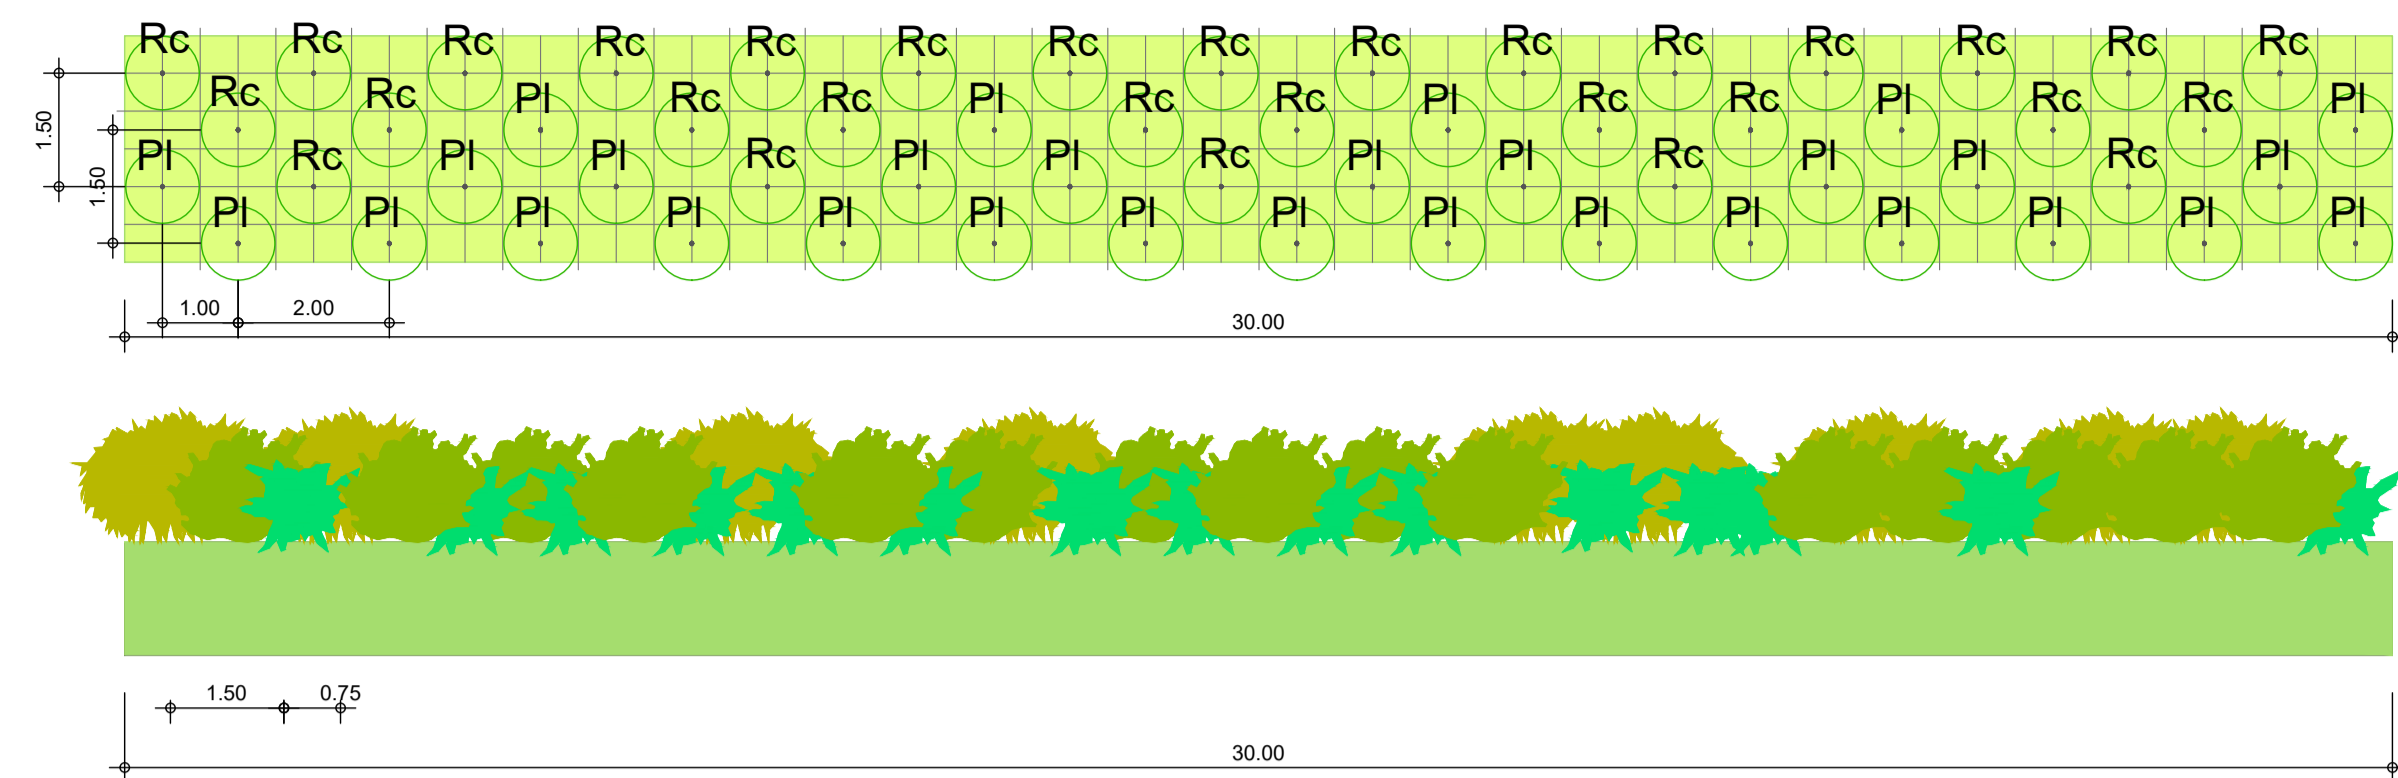 Rc Rc Rc Rc Rc Rc Rc Rc Rc Rc Rc Rc Rc Rc Rc
Rc Rc Pl Rc Rc Pl Rc Rc Pl Rc Rc Pl Rc Rc Pl
1.50
Pl Rc Pl Pl Rc Pl Pl Rc Pl Pl Rc Pl Pl Rc Pl
1.50
Pl Pl Pl Pl Pl Pl Pl Pl Pl Pl Pl Pl Pl Pl Pl
1.00 2.00
30.00
1.50 0.75
30.00